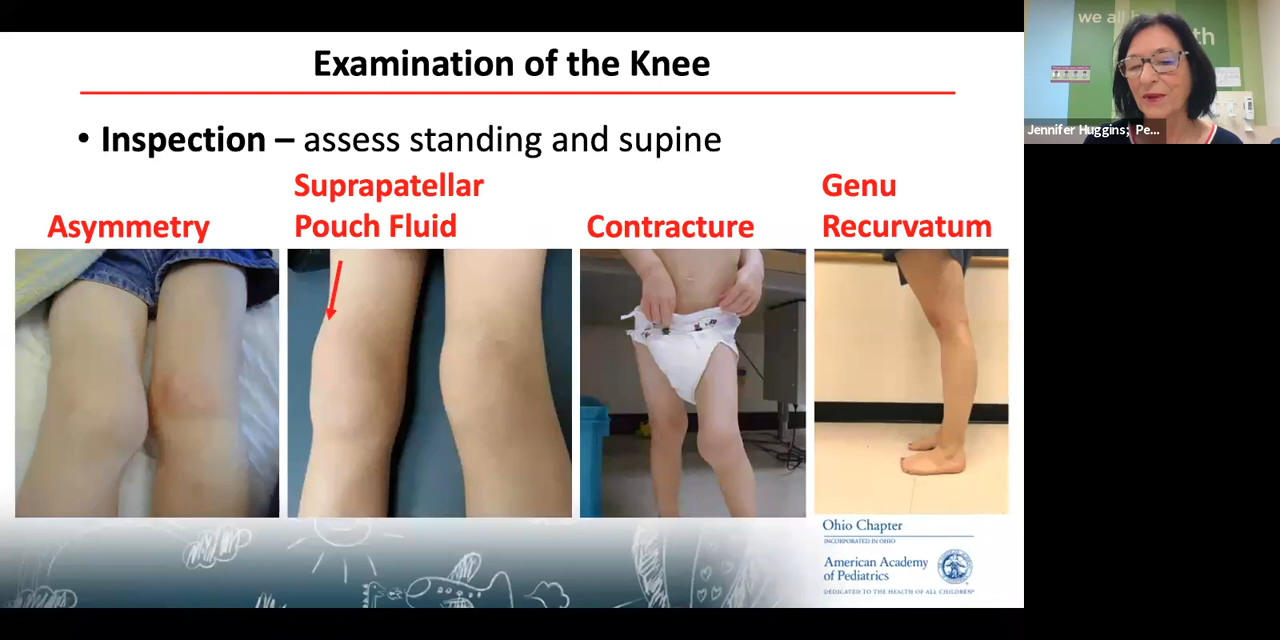 Examination of the Knee
• Inspection – assess standing and supine
Asymmetry
Suprapatellar
Pouch Fluid
Contracture
Genu
Recurvatum
Ohio Chapter
INCORPORATED IN OHIO
American Academy
of Pediatrics
DEDICATED TO THE HEALTH OF ALL CHILDREN®
we all
th
Jennifer Huggins; Pe...